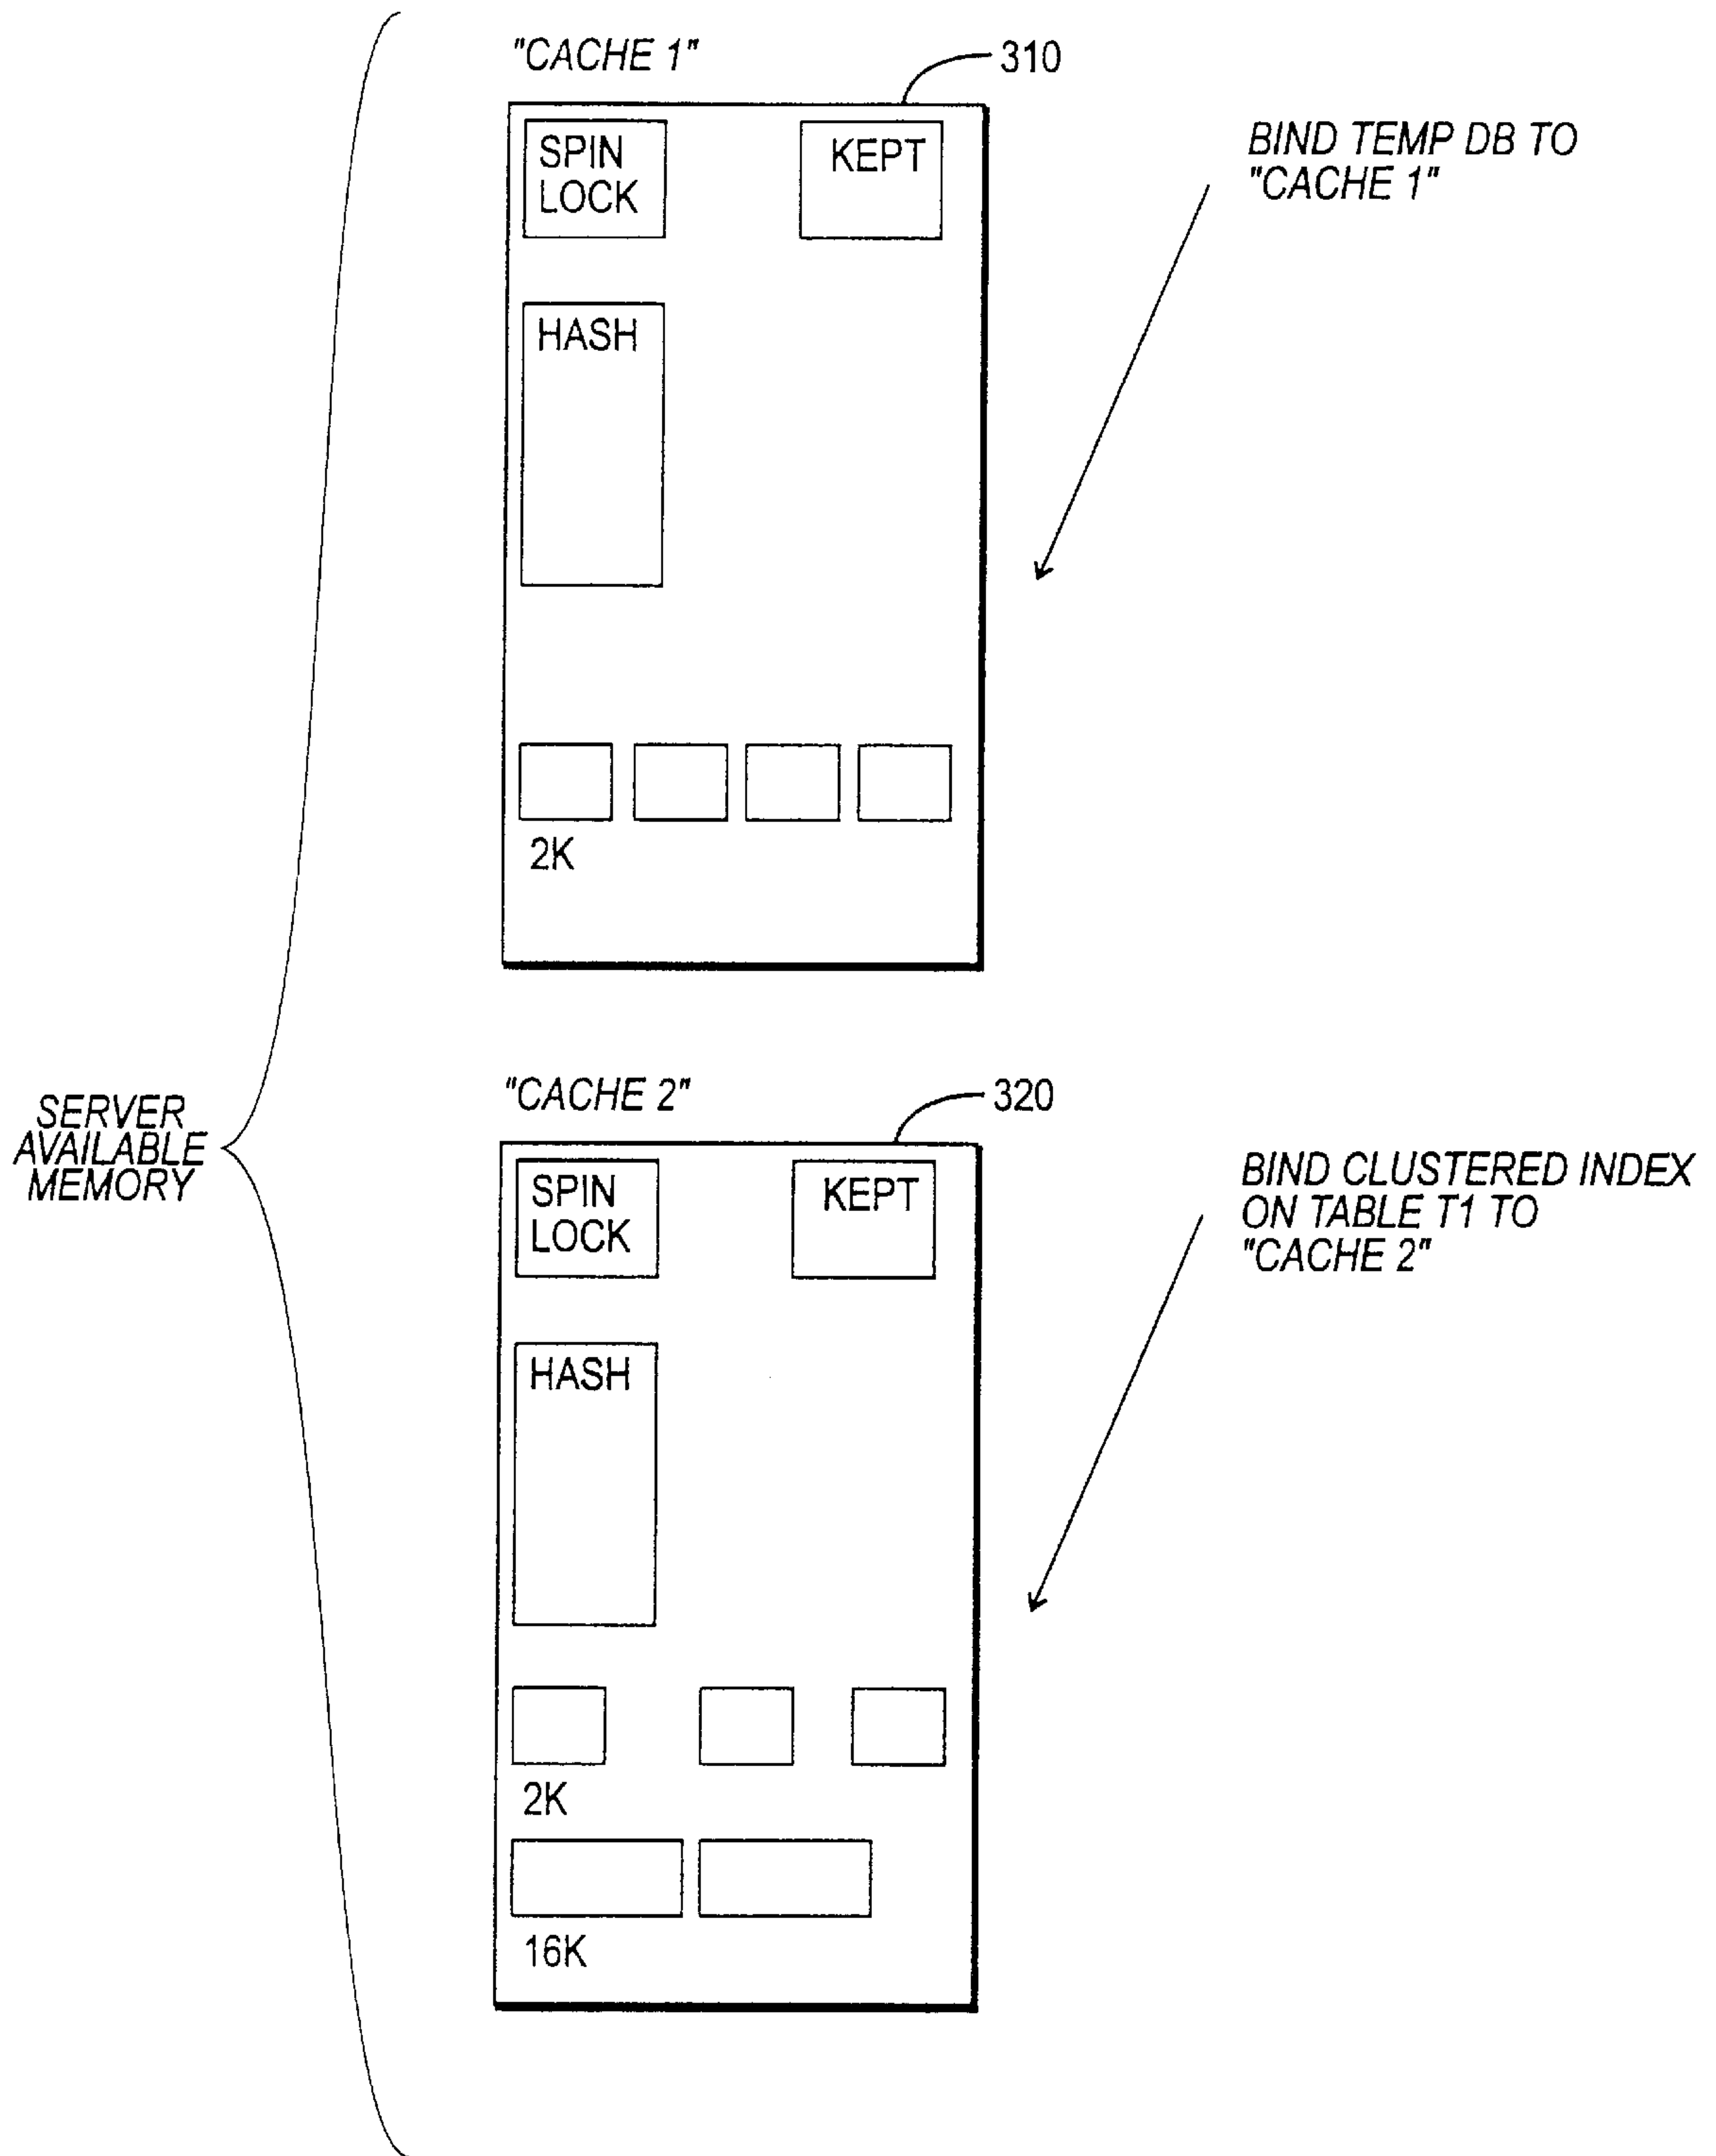 "CACHE 1"
310
SPIN
LOCK
KEPT
BIND TEMP DB TO
"CACHE 1"
HASH
2K
SERVER
AVAILABLE
MEMORY
"CACHE 2"
320
SPIN
LOCK
KEPT
BIND CLUSTERED INDEX
ON TABLE T1 TO
"CACHE 2"
HASH
2K
16K